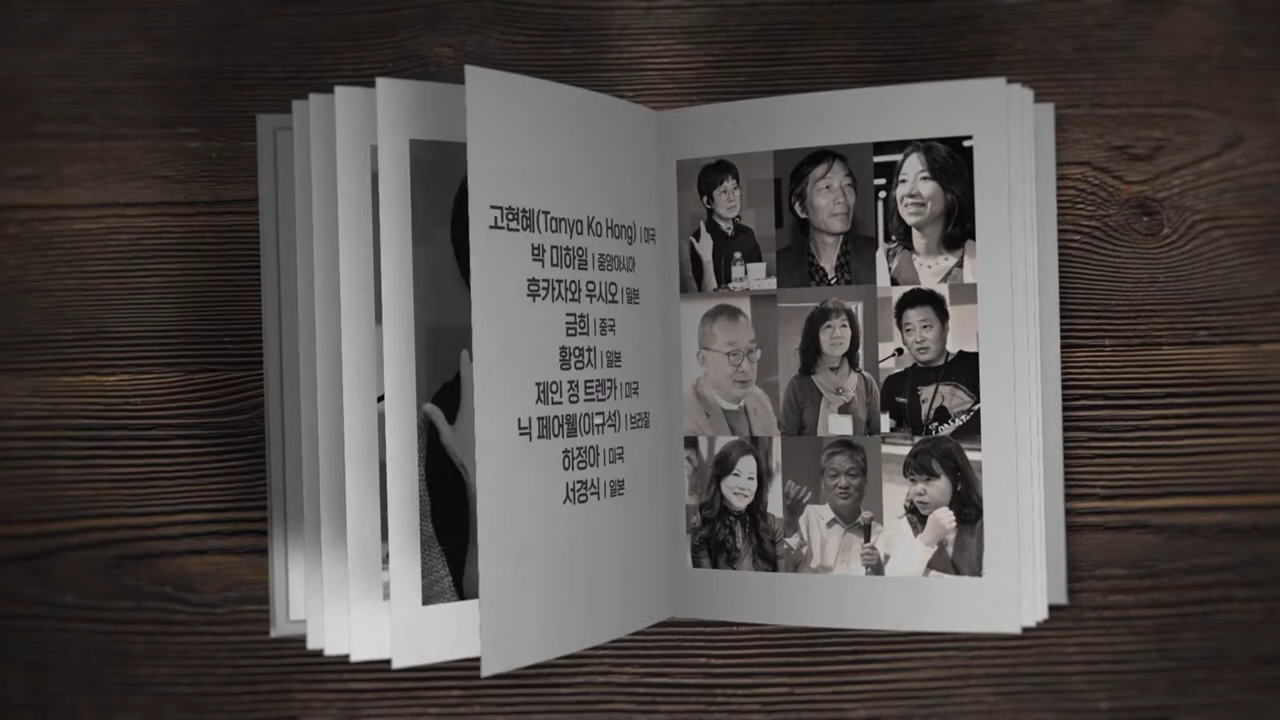 고현혜(Tanya Ko Hong) | 미국
박 미하일 | 중앙아시아
후카자와 우시오 | 일본
금희 | 중국
황영치 | 일본
제인 정 트렌카 | 미국
닉 페어웰(이규석) | 브라질
하정아 | 미국
서경식 | 일본